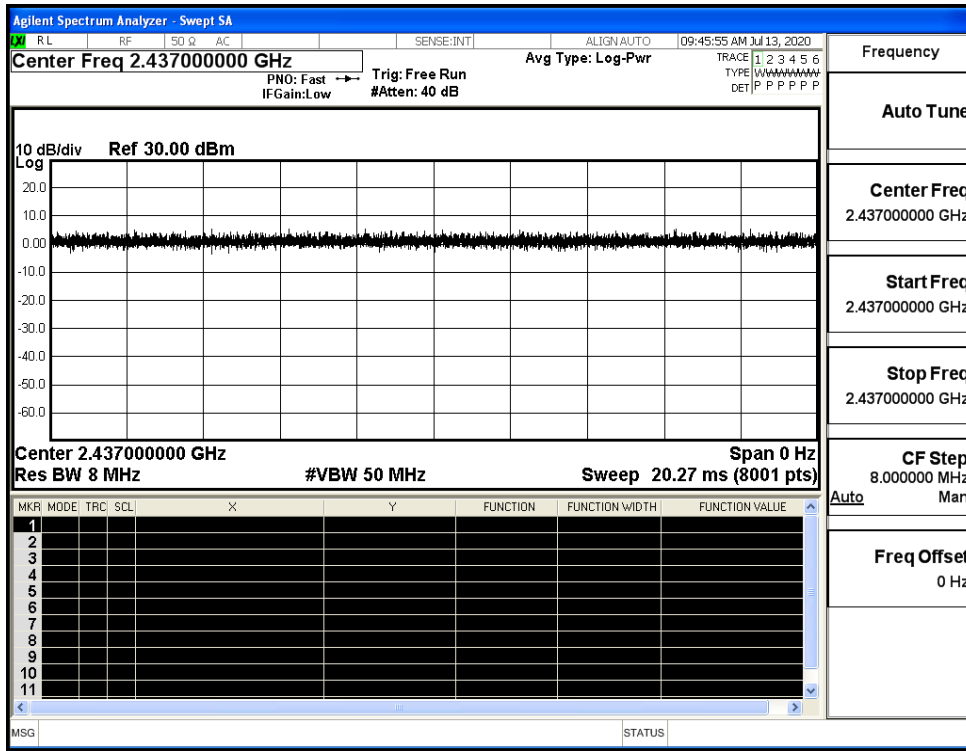 Agilent Spectrum Analyzer - Swept SA
LXI RL RF 50 Ω AC SENSE:INT ALIGN AUTO 09:45:55 AM Jul 13, 2020
Center Freq 2.437000000 GHz
Avg Type: Log-Pwr
TRACE 1 2 3 4 5 6
TYPE
DET P P P P P P
PNO: Fast
IFGain:Low
Trig: Free Run
#Atten: 40 dB
10 dB/div Ref 30.00 dBm
Log
20.0
10.0
0.00
-10.0
-20.0
-30.0
-40.0
-50.0
-60.0
Center 2.437000000 GHz Span 0 Hz
Res BW 8 MHz #VBW 50 MHz Sweep 20.27 ms (8001 pts)
MKR MODE TRC SCL X Y FUNCTION FUNCTION WIDTH FUNCTION VALUE
1
2
3
4
5
6
7
8
9
10
11
MSG STATUS
Frequency
Auto Tune
Center Freq
2.437000000 GHz
Start Freq
2.437000000 GHz
Stop Freq
2.437000000 GHz
CF Step
8.000000 MHz
Auto Man
Freq Offset
0 Hz